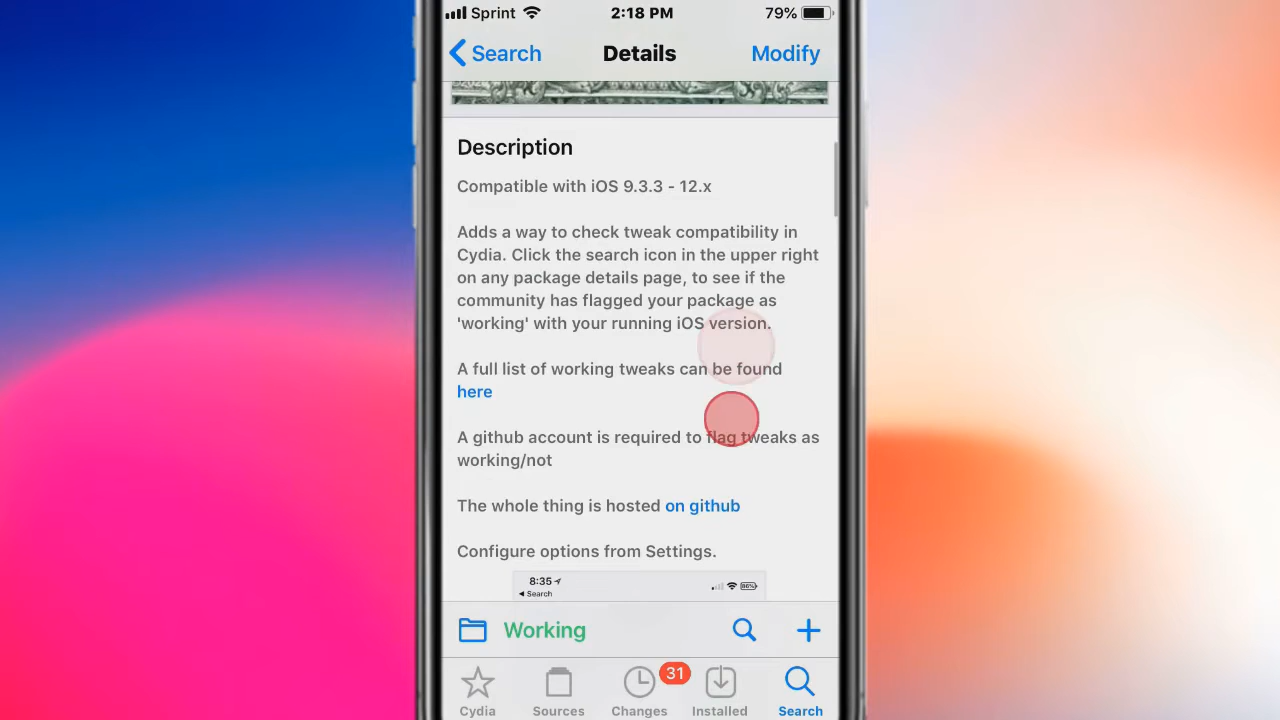 Sprint 2:18 PM 79%
Search Details Modify
Description
Compatible with iOS 9.3.3 - 12.x
Adds a way to check tweak compatibility in
Cydia. Click the search icon in the upper right
on any package details page, to see if the
community has flagged your package as
'working' with your running iOS version.
A full list of working tweaks can be found
here
A github account is required to flag tweaks as
working/not
The whole thing is hosted on github
Configure options from Settings.
8:35 86%
Search
Working
31
Cydia Sources Changes Installed Search